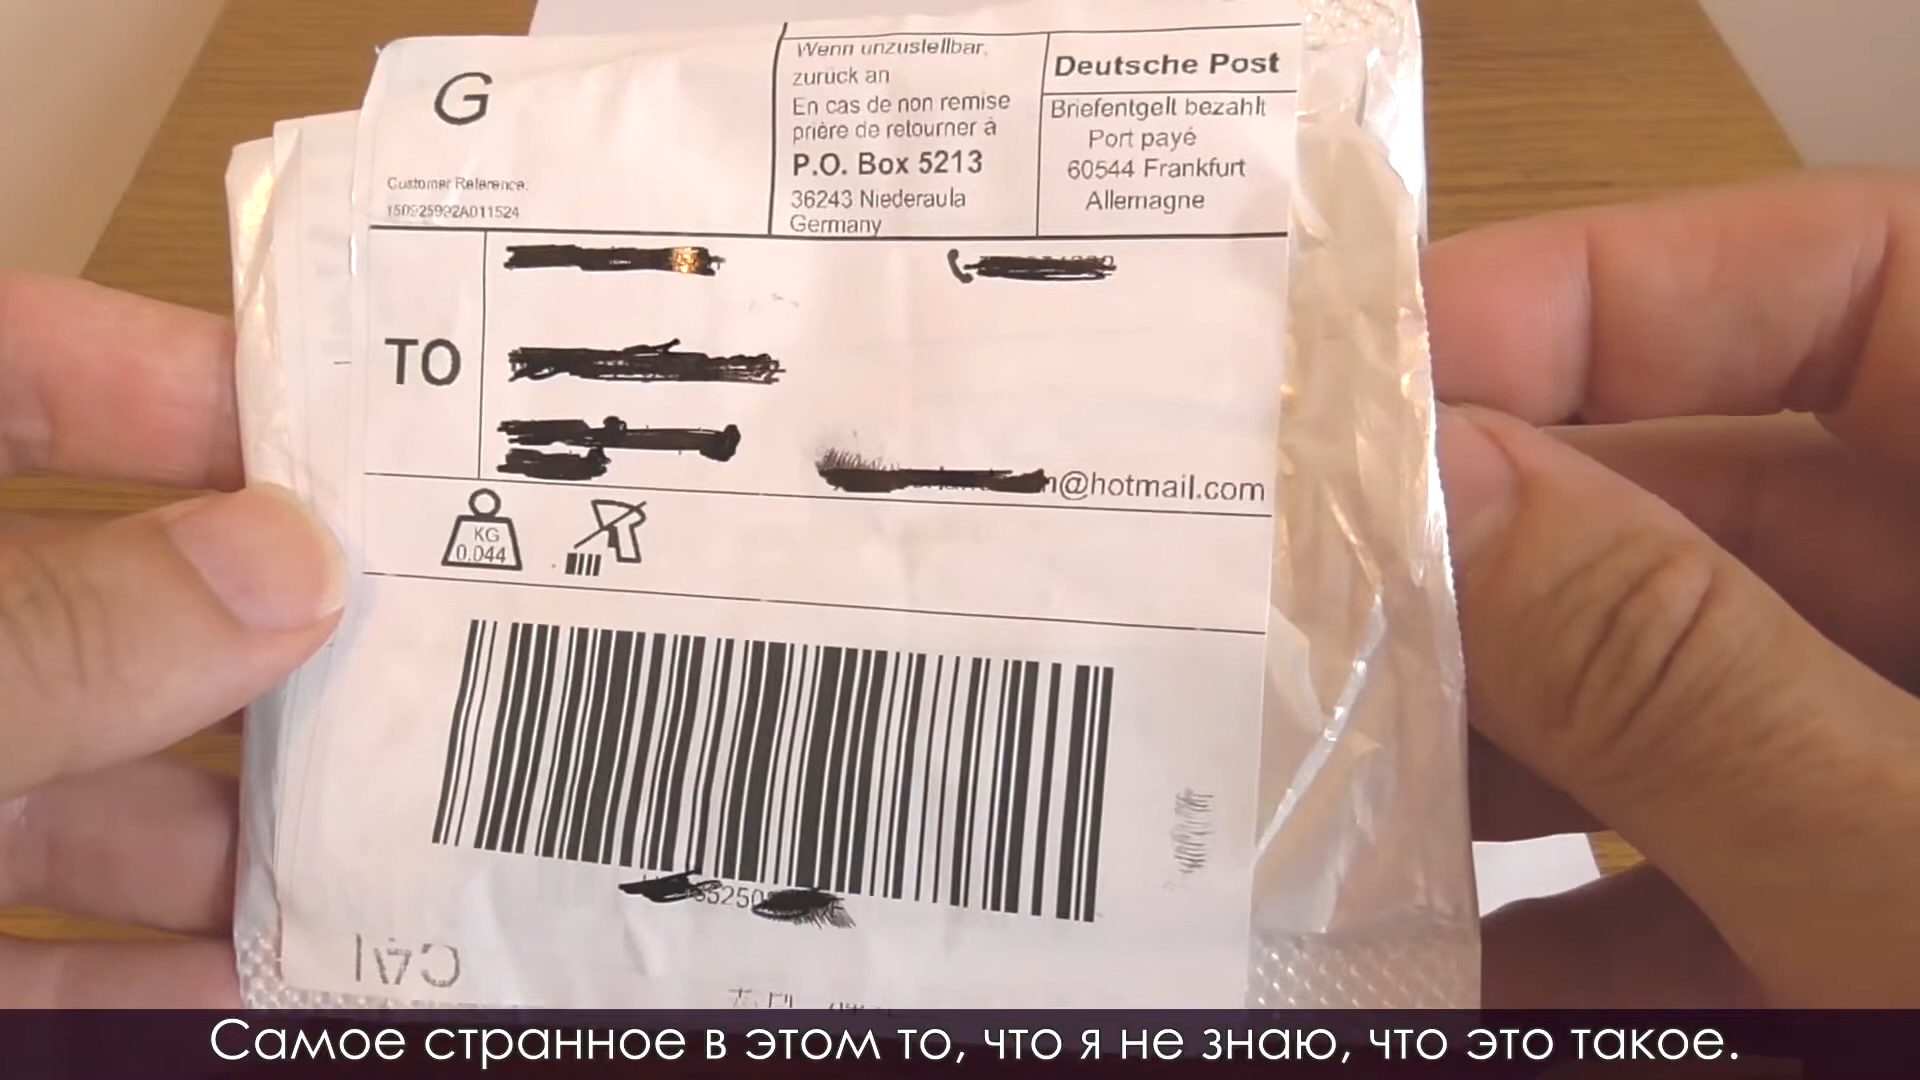 G
Customer Reference:
150925992A011524
Wenn unzustellbar,
zurück an
En cas de non remise
prière de retourner à
P.O. Box 5213
36243 Niederaula
Germany
Deutsche Post
Briefentgelt bezahlt
Port payé
60544 Frankfurt
Allemagne
TO
@hotmail.com
KG
0.044
CAI
Самое странное в этом то, что я не знаю, что это такое.